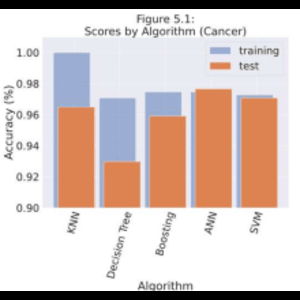 Figure 5.1:
Scores by Algorithm (Cancer)
training
test
Accuracy (%)
1.00
0.98
0.96
0.94
0.92
0.90
KNN
Decision Tree
Boosting
ANN
SVM
Algorithm